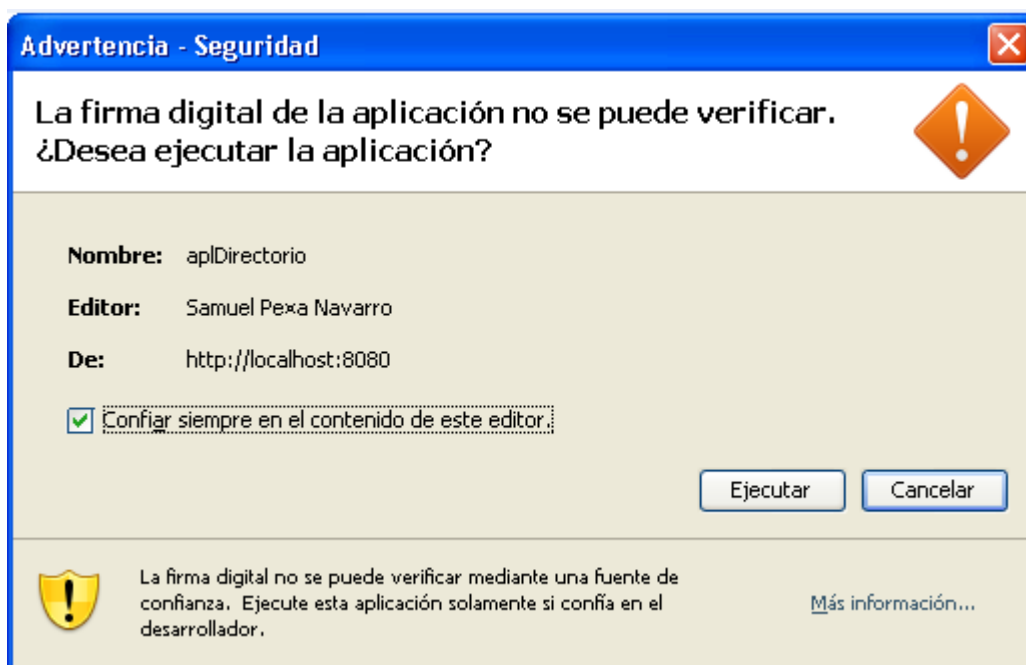 Advertencia - Seguridad
La firma digital de la aplicación no se puede verificar.
¿Desea ejecutar la aplicación?
Nombre: aplDirectorio
Editor: Samuel Pexa Navarro
De: http://localhost:8080
Confiar siempre en el contenido de este editor.
Ejecutar Cancelar
La firma digital no se puede verificar mediante una fuente de
confianza. Ejecute esta aplicación solamente si confía en el
desarrollador.
Más información...